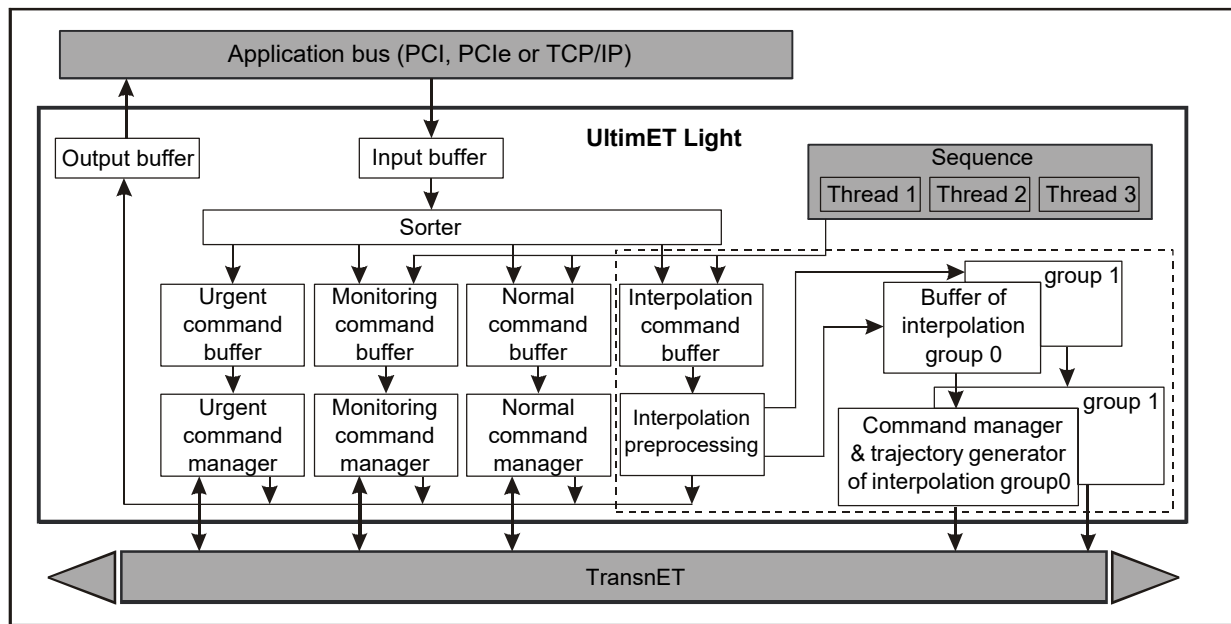 Application bus (PCI, PCIe or TCP/IP)
UltimET Light
Output buffer
Input buffer
Sequence
Thread 1
Thread 2
Thread 3
Sorter
Urgent
command
buffer
Monitoring
command
buffer
Normal
command
buffer
Interpolation
command
buffer
group 1
Buffer of
interpolation
group 0
Urgent
command
manager
Monitoring
command
manager
Normal
command
manager
Interpolation
preprocessing
group 1
Command manager
& trajectory generator
of interpolation group0
TransnET